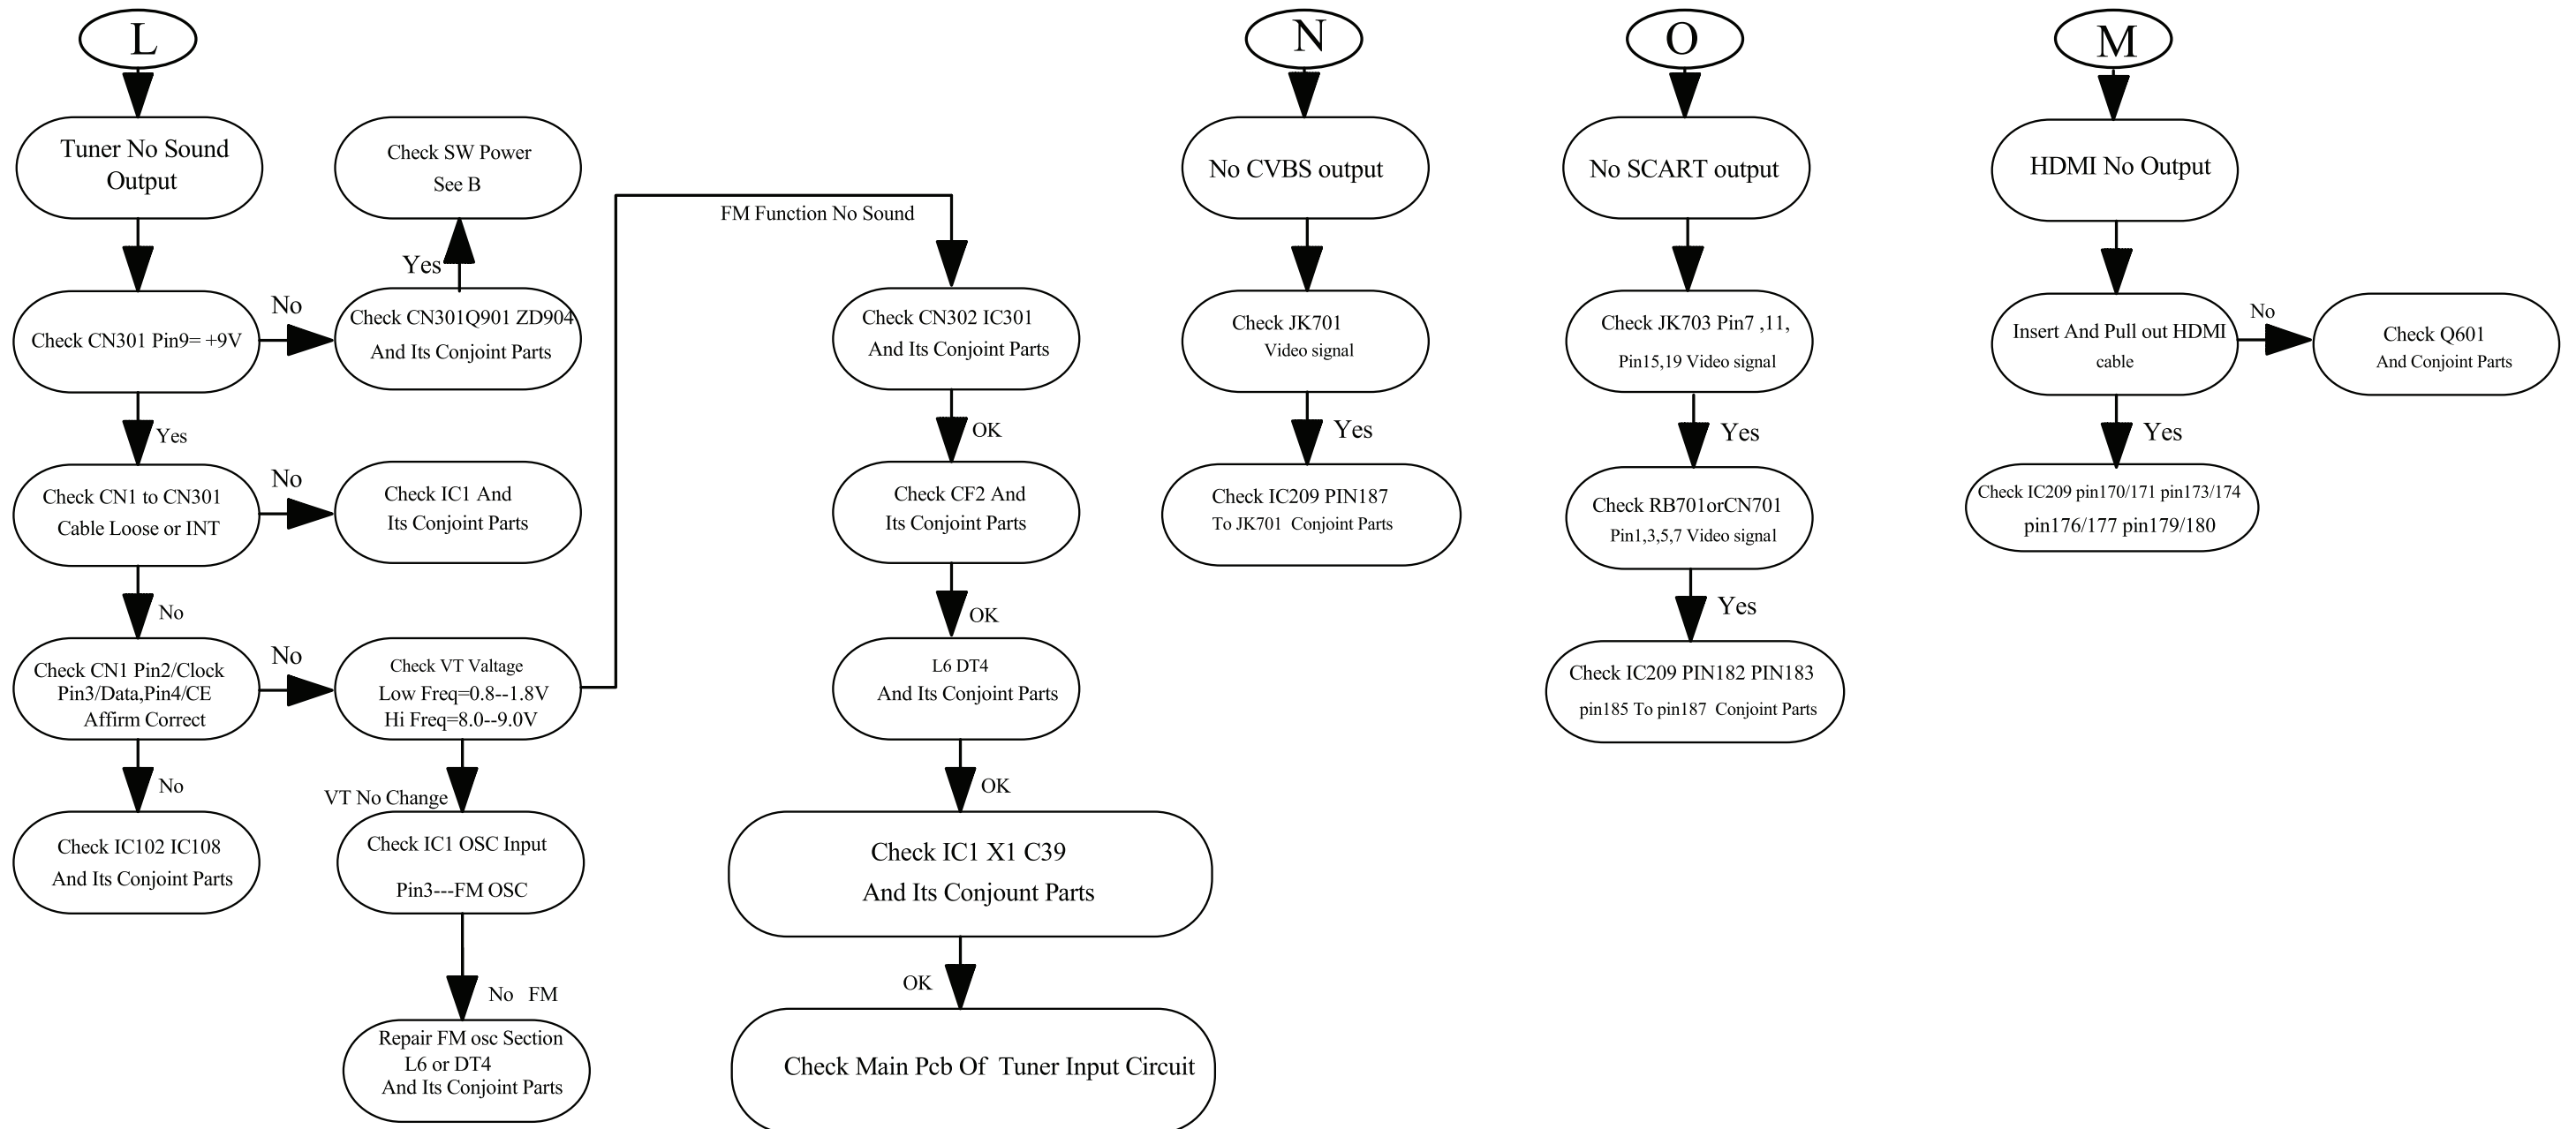 L
Tuner No Sound
Output
Check SW Power
See B
Yes
Check CN301 Pin9= +9V
No
Check CN301Q901 ZD904
And Its Conjoint Parts
Yes
Check CN1 to CN301
Cable Loose or INT
No
Check IC1 And
Its Conjoint Parts
No
Check CN1 Pin2/Clock
Pin3/Data,Pin4/CE
Affirm Correct
No
Check VT Valtage
Low Freq=0.8--1.8V
Hi Freq=8.0--9.0V
No
Check IC102 IC108
And Its Conjoint Parts
VT No Change
Check IC1 OSC Input
Pin3---FM OSC
No FM
Repair FM osc Section
L6 or DT4
And Its Conjoint Parts
FM Function No Sound
Check CN302 IC301
And Its Conjoint Parts
OK
Check CF2 And
Its Conjoint Parts
OK
L6 DT4
And Its Conjoint Parts
OK
Check IC1 X1 C39
And Its Conjount Parts
OK
Check Main Pcb Of Tuner Input Circuit
N
No CVBS output
Check JK701
Video signal
Yes
Check IC209 PIN187
To JK701 Conjoint Parts
O
No SCART output
Check JK703 Pin7 ,11,
Pin15,19 Video signal
Yes
Check RB701orCN701
Pin1,3,5,7 Video signal
Yes
Check IC209 PIN182 PIN183
pin185 To pin187 Conjoint Parts
M
HDMI No Output
Insert And Pull out HDMI
cable
No
Check Q601
And Conjoint Parts
Yes
Check IC209 pin170/171 pin173/174
pin176/177 pin179/180